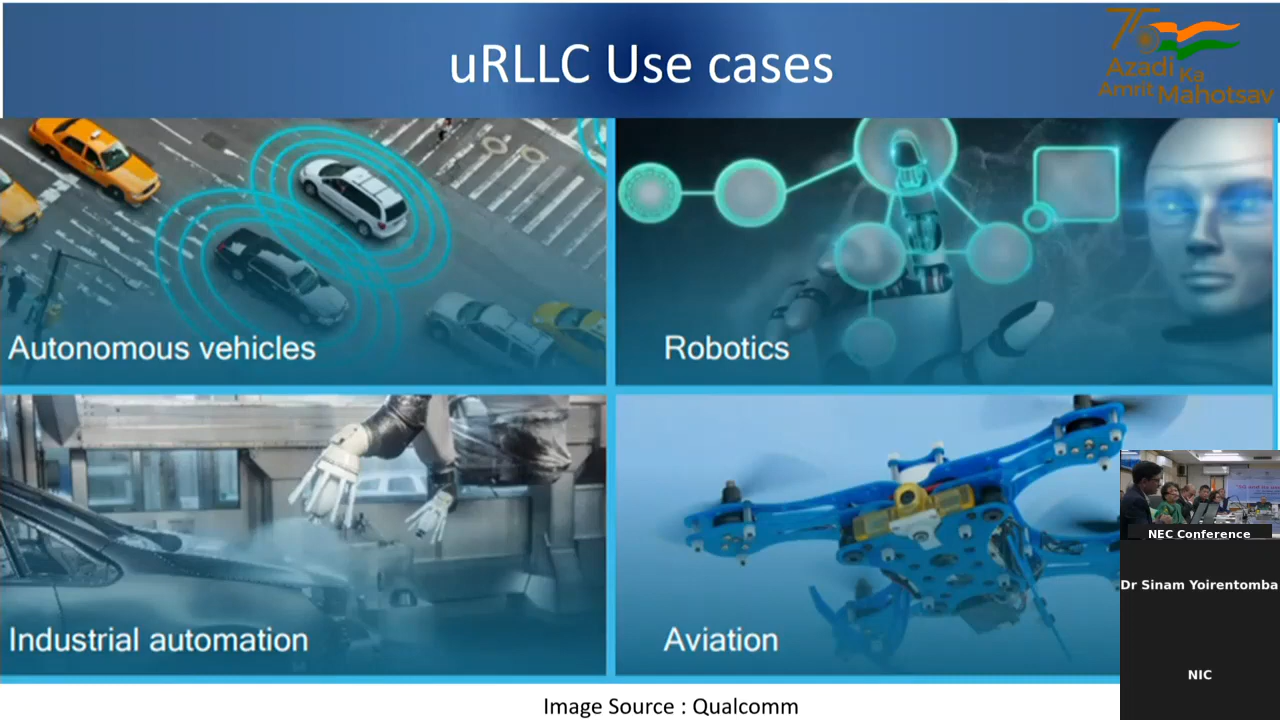 uRLLC Use cases
75
Azadi Ka
Amrit Mahotsav
Autonomous vehicles
Robotics
Industrial automation
Aviation
NEC Conference
Dr Sinam Yoirentomba
NIC
Image Source : Qualcomm